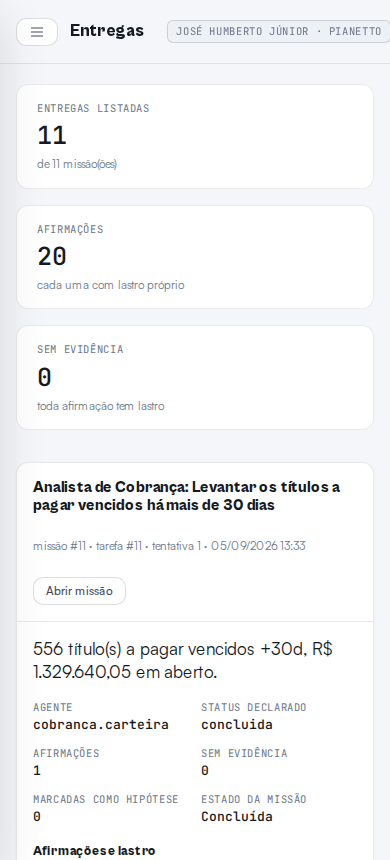 Entregas
JOSÉ HUMBERTO JÚNIOR · PIANETTO
ENTREGAS LISTADAS
11
de 11 missão(ões)
AFIRMAÇÕES
20
cada uma com lastro próprio
SEM EVIDÊNCIA
0
toda afirmação tem lastro
Analista de Cobrança: Levantar os títulos a
pagar vencidos há mais de 30 dias
missão #11 · tarefa #11 · tentativa 1 · 05/09/2026 13:33
Abrir missão
556 título(s) a pagar vencidos +30d, R$
1.329.640,05 em aberto.
AGENTE STATUS DECLARADO
cobranca.carteira concluida
AFIRMAÇÕES SEM EVIDÊNCIA
1 0
MARCADAS COMO HIPÓTESE ESTADO DA MISSÃO
0 Concluída
Afirmações e lastro